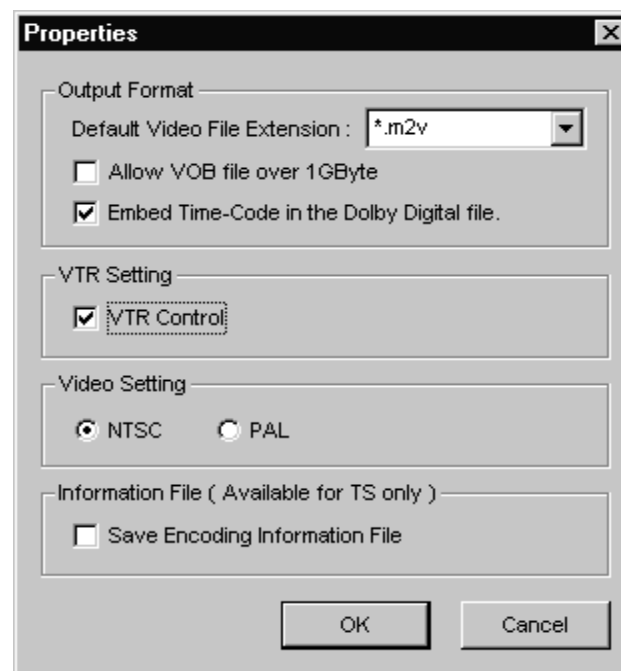 Properties
Output Format
Default Video File Extension : *.m2v
Allow VOB file over 1GByte
Embed Time-Code in the Dolby Digital file.
VTR Setting
VTR Control
Video Setting
NTSC PAL
Information File ( Available for TS only )
Save Encoding Information File
OK Cancel